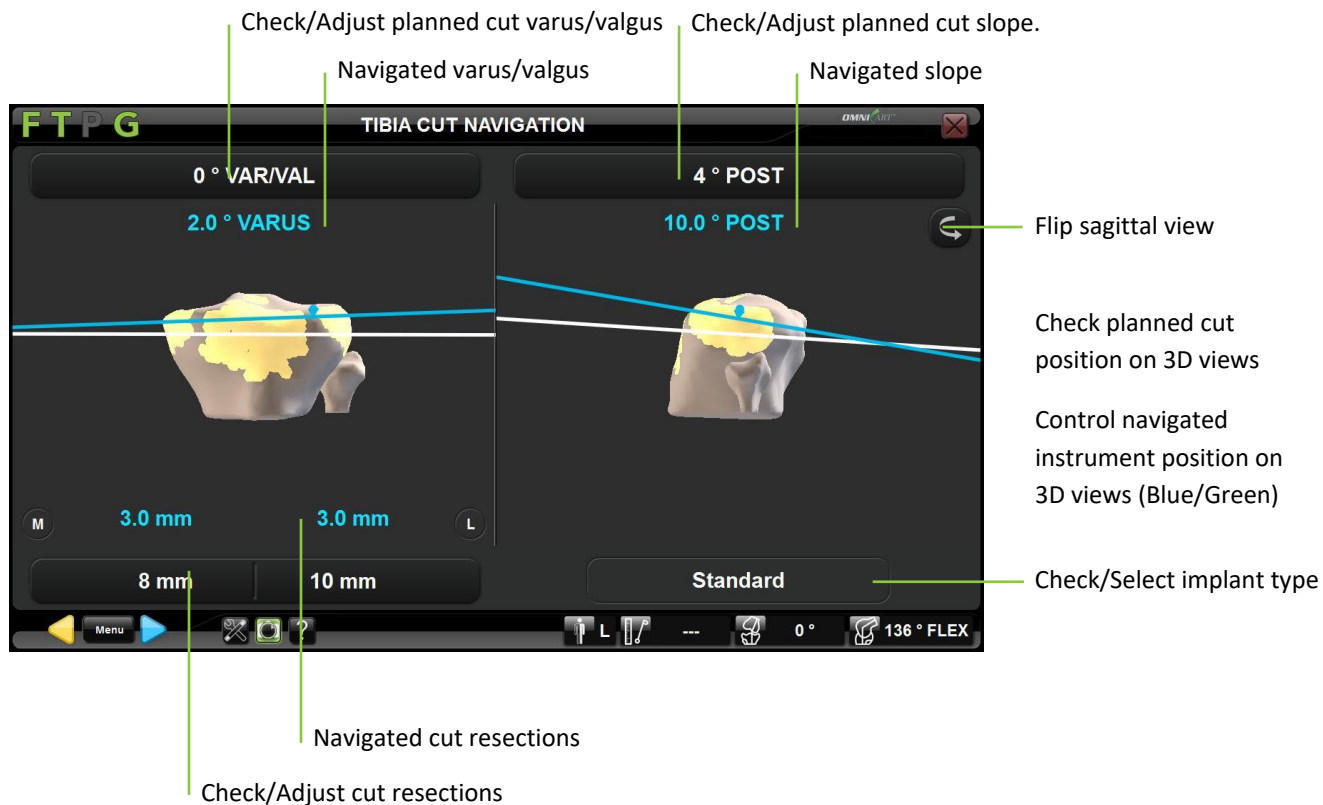 Check/Adjust planned cut varus/valgus
Check/Adjust planned cut slope.
Navigated varus/valgus
Navigated slope
F T P G
TIBIA CUT NAVIGATION
OMNI ART™
0 ° VAR/VAL
4 ° POST
2.0 ° VARUS
10.0 ° POST
Flip sagittal view
Check planned cut
position on 3D views
Control navigated
instrument position on
3D views (Blue/Green)
M
3.0 mm
3.0 mm
L
8 mm
10 mm
Standard
Check/Select implant type
Menu
?
L
---
0 °
136 ° FLEX
Navigated cut resections
Check/Adjust cut resections